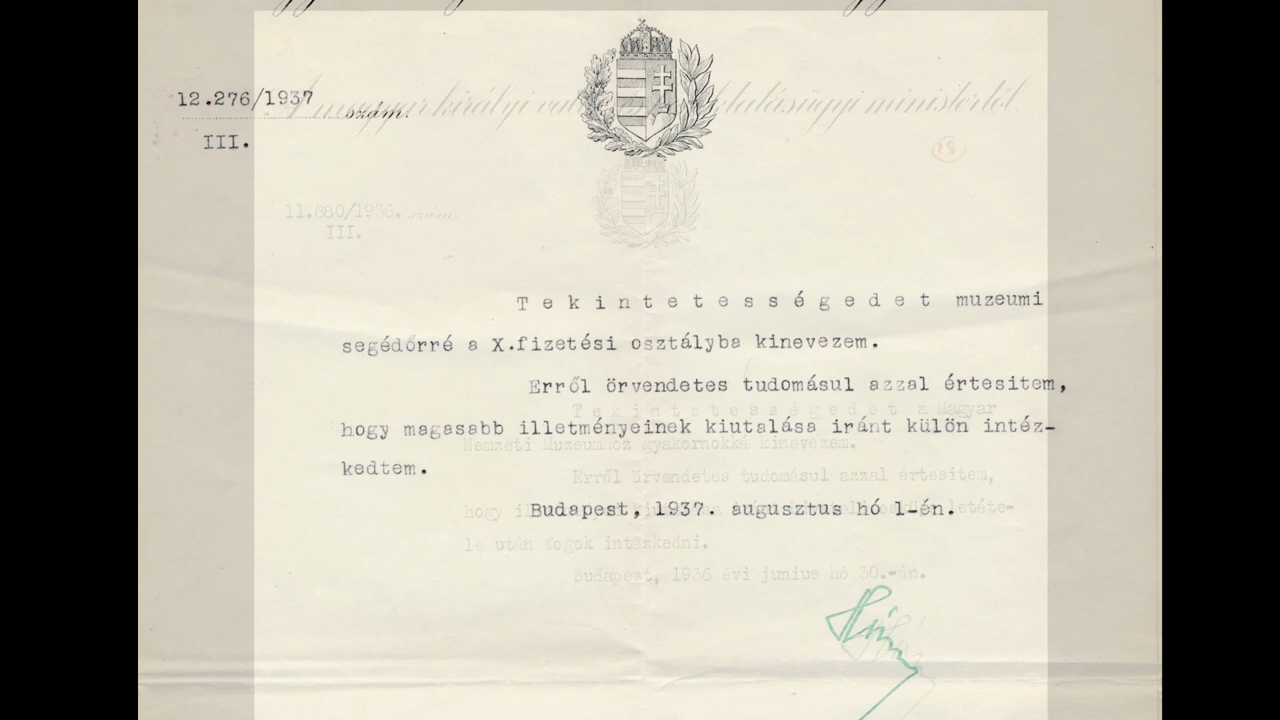 A magyar királyi
ministertől.
12.276/1937 szám.
III.
11.880/1936. szám.
III.
Tekintetességedet muzeumi
segédőrré a X.fizetési osztályba kinevezem.
Erről örvendetes tudomásul azzal értesitem,
hogy magasabb illetményeinek kiutalása iránt külön intéz-
kedtem.
Budapest, 1937. augusztus hó 1-én.
Tekintetességedet a Magyar
Nemzeti Muzeumhoz gyakornokká kinevezem.
Erről örvendetes tudomásul azzal értesitem,
hogy
le után fogok intézkedni.
Budapest, 1936 évi junius hó 30.-án.